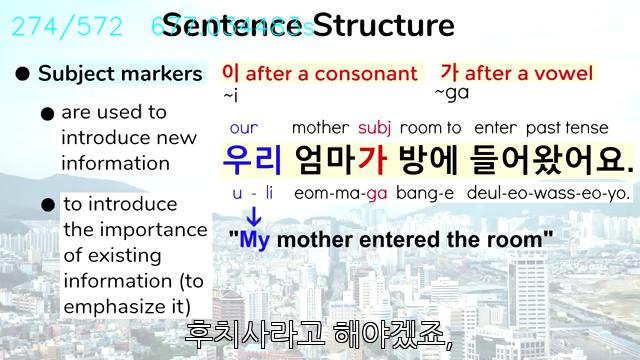 274/572
Sentence Structure
● Subject markers
이 after a consonant
~i
가 after a vowel
~ga
● are used to
introduce new
information
● to introduce
the importance
of existing
information (to
emphasize it)
our mother subj room to enter past tense
우리 엄마가 방에 들어왔어요.
u - li eom-ma-ga bang-e deul-eo-wass-eo-yo.
"My mother entered the room"
후치사라고 해야겠죠,